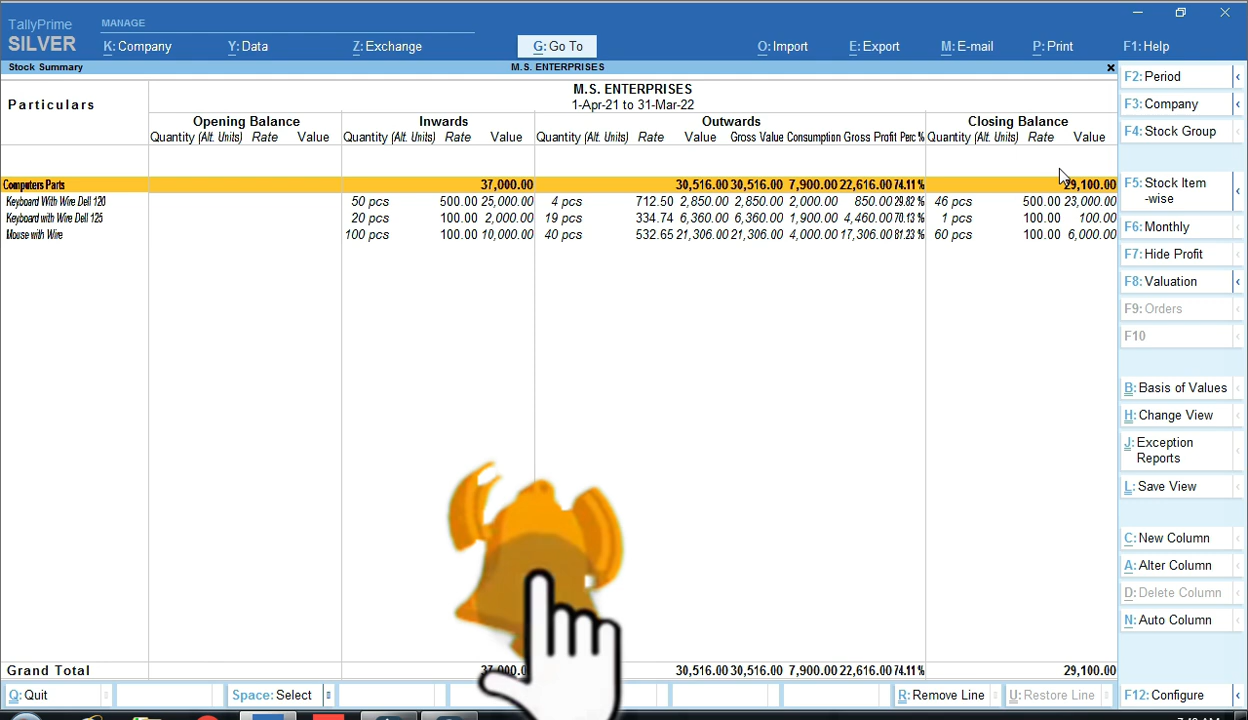 TallyPrime
SILVER
MANAGE
K: Company
Y: Data
Z: Exchange
G: Go To
O: Import
E: Export
M: E-mail
P: Print
F1: Help
Stock Summary
M.S. ENTERPRISES
M.S. ENTERPRISES
1-Apr-21 to 31-Mar-22
Particulars
Opening Balance Inwards Outwards Closing Balance
Quantity (Alt. Units) Rate Value Quantity (Alt. Units) Rate Value Quantity (Alt. Units) Rate Value Gross Value Consumption Gross Profit Perc % Quantity (Alt. Units) Rate Value
Computers Parts 37,000.00 30,516.00 30,516.00 7,900.00 22,616.00 74.11 % 29,100.00
Keyboard With Wire Dell 120 50 pcs 500.00 25,000.00 4 pcs 712.50 2,850.00 2,850.00 2,000.00 850.00 29.82 % 46 pcs 500.00 23,000.00
Keyboard with Wire Dell 125 20 pcs 100.00 2,000.00 19 pcs 334.74 6,360.00 6,360.00 1,900.00 4,460.00 70.13 % 1 pcs 100.00 100.00
Mouse with Wire 100 pcs 100.00 10,000.00 40 pcs 532.65 21,306.00 21,306.00 4,000.00 17,306.00 81.23 % 60 pcs 100.00 6,000.00
Grand Total 30,516.00 30,516.00 7,900.00 22,616.00 74.11 % 29,100.00
F2: Period
F3: Company
F4: Stock Group
F5: Stock Item
-wise
F6: Monthly
F7: Hide Profit
F8: Valuation
F9: Orders
F10
B: Basis of Values
H: Change View
J: Exception
Reports
L: Save View
C: New Column
A: Alter Column
D: Delete Column
N: Auto Column
Q: Quit
Space: Select
R: Remove Line
U: Restore Line
F12: Configure